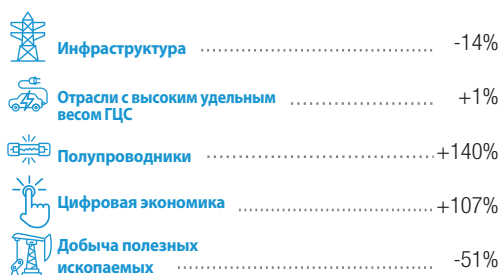 Инфраструктура -14%
Отрасли с высоким удельным +1%
весом ГЦС
Полупроводники +140%
Цифровая экономика +107%
Добыча полезных
ископаемых -51%